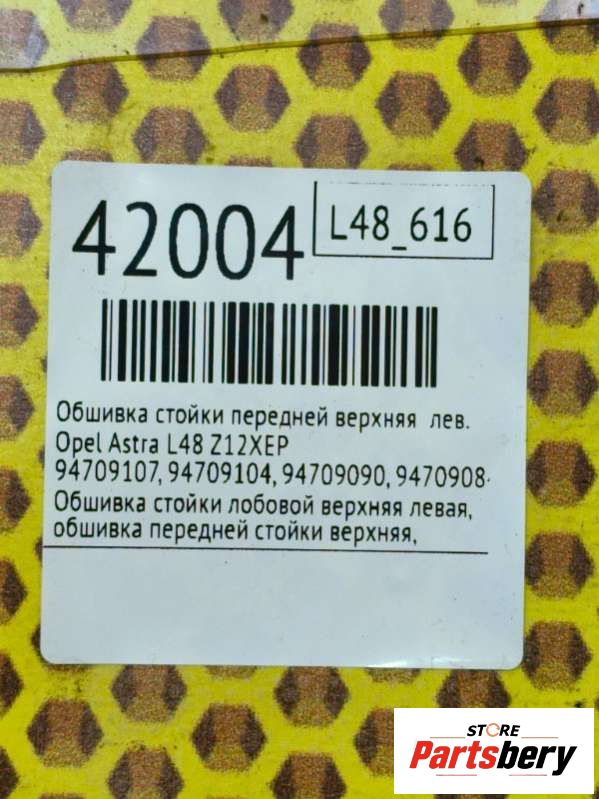 42004
L48_616
Обшивка стойки передней верхняя лев.
Opel Astra L48 Z12XEP
94709107, 94709104, 94709090, 9470908
Обшивка стойки лобовой верхняя левая,
обшивка передней стойки верхняя,
STORE
Partsbery